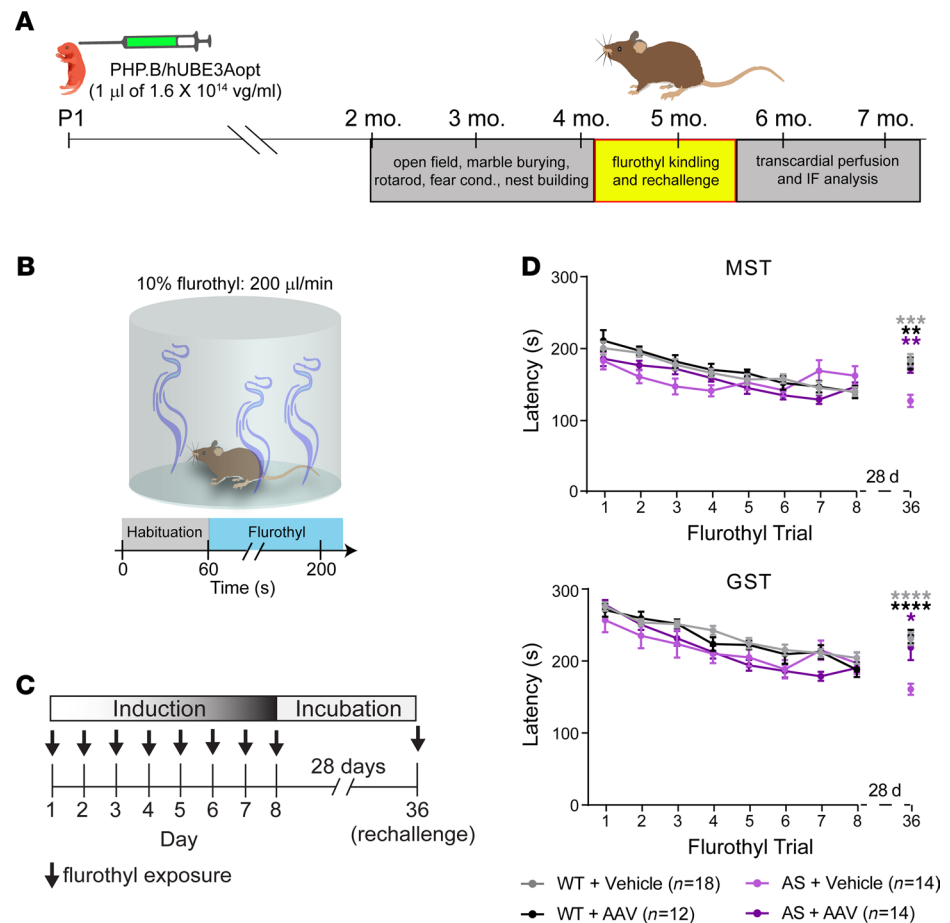 A
PHP.B/hUBE3Aopt
(1 μl of 1.6 X 10¹⁴ vg/ml)
P1
2 mo.
3 mo.
4 mo.
5 mo.
6 mo.
7 mo.
open field, marble burying,
rotarod, fear cond., nest building
flurothyl kindling
and rechallenge
transcardial perfusion
and IF analysis
B
10% flurothyl: 200 μl/min
Habituation
Flurothyl
0
60
200
Time (s)
C
Induction
Incubation
28 days
1 2 3 4 5 6 7 8
36
(rechallenge)
Day
flurothyl exposure
D
MST
300
200
100
0
Latency (s)
***
**
**
28 d
1 2 3 4 5 6 7 8
36
Flurothyl Trial
GST
300
200
100
0
Latency (s)
****
****
*
28 d
1 2 3 4 5 6 7 8
36
Flurothyl Trial
WT + Vehicle (n=18)
AS + Vehicle (n=14)
WT + AAV (n=12)
AS + AAV (n=14)